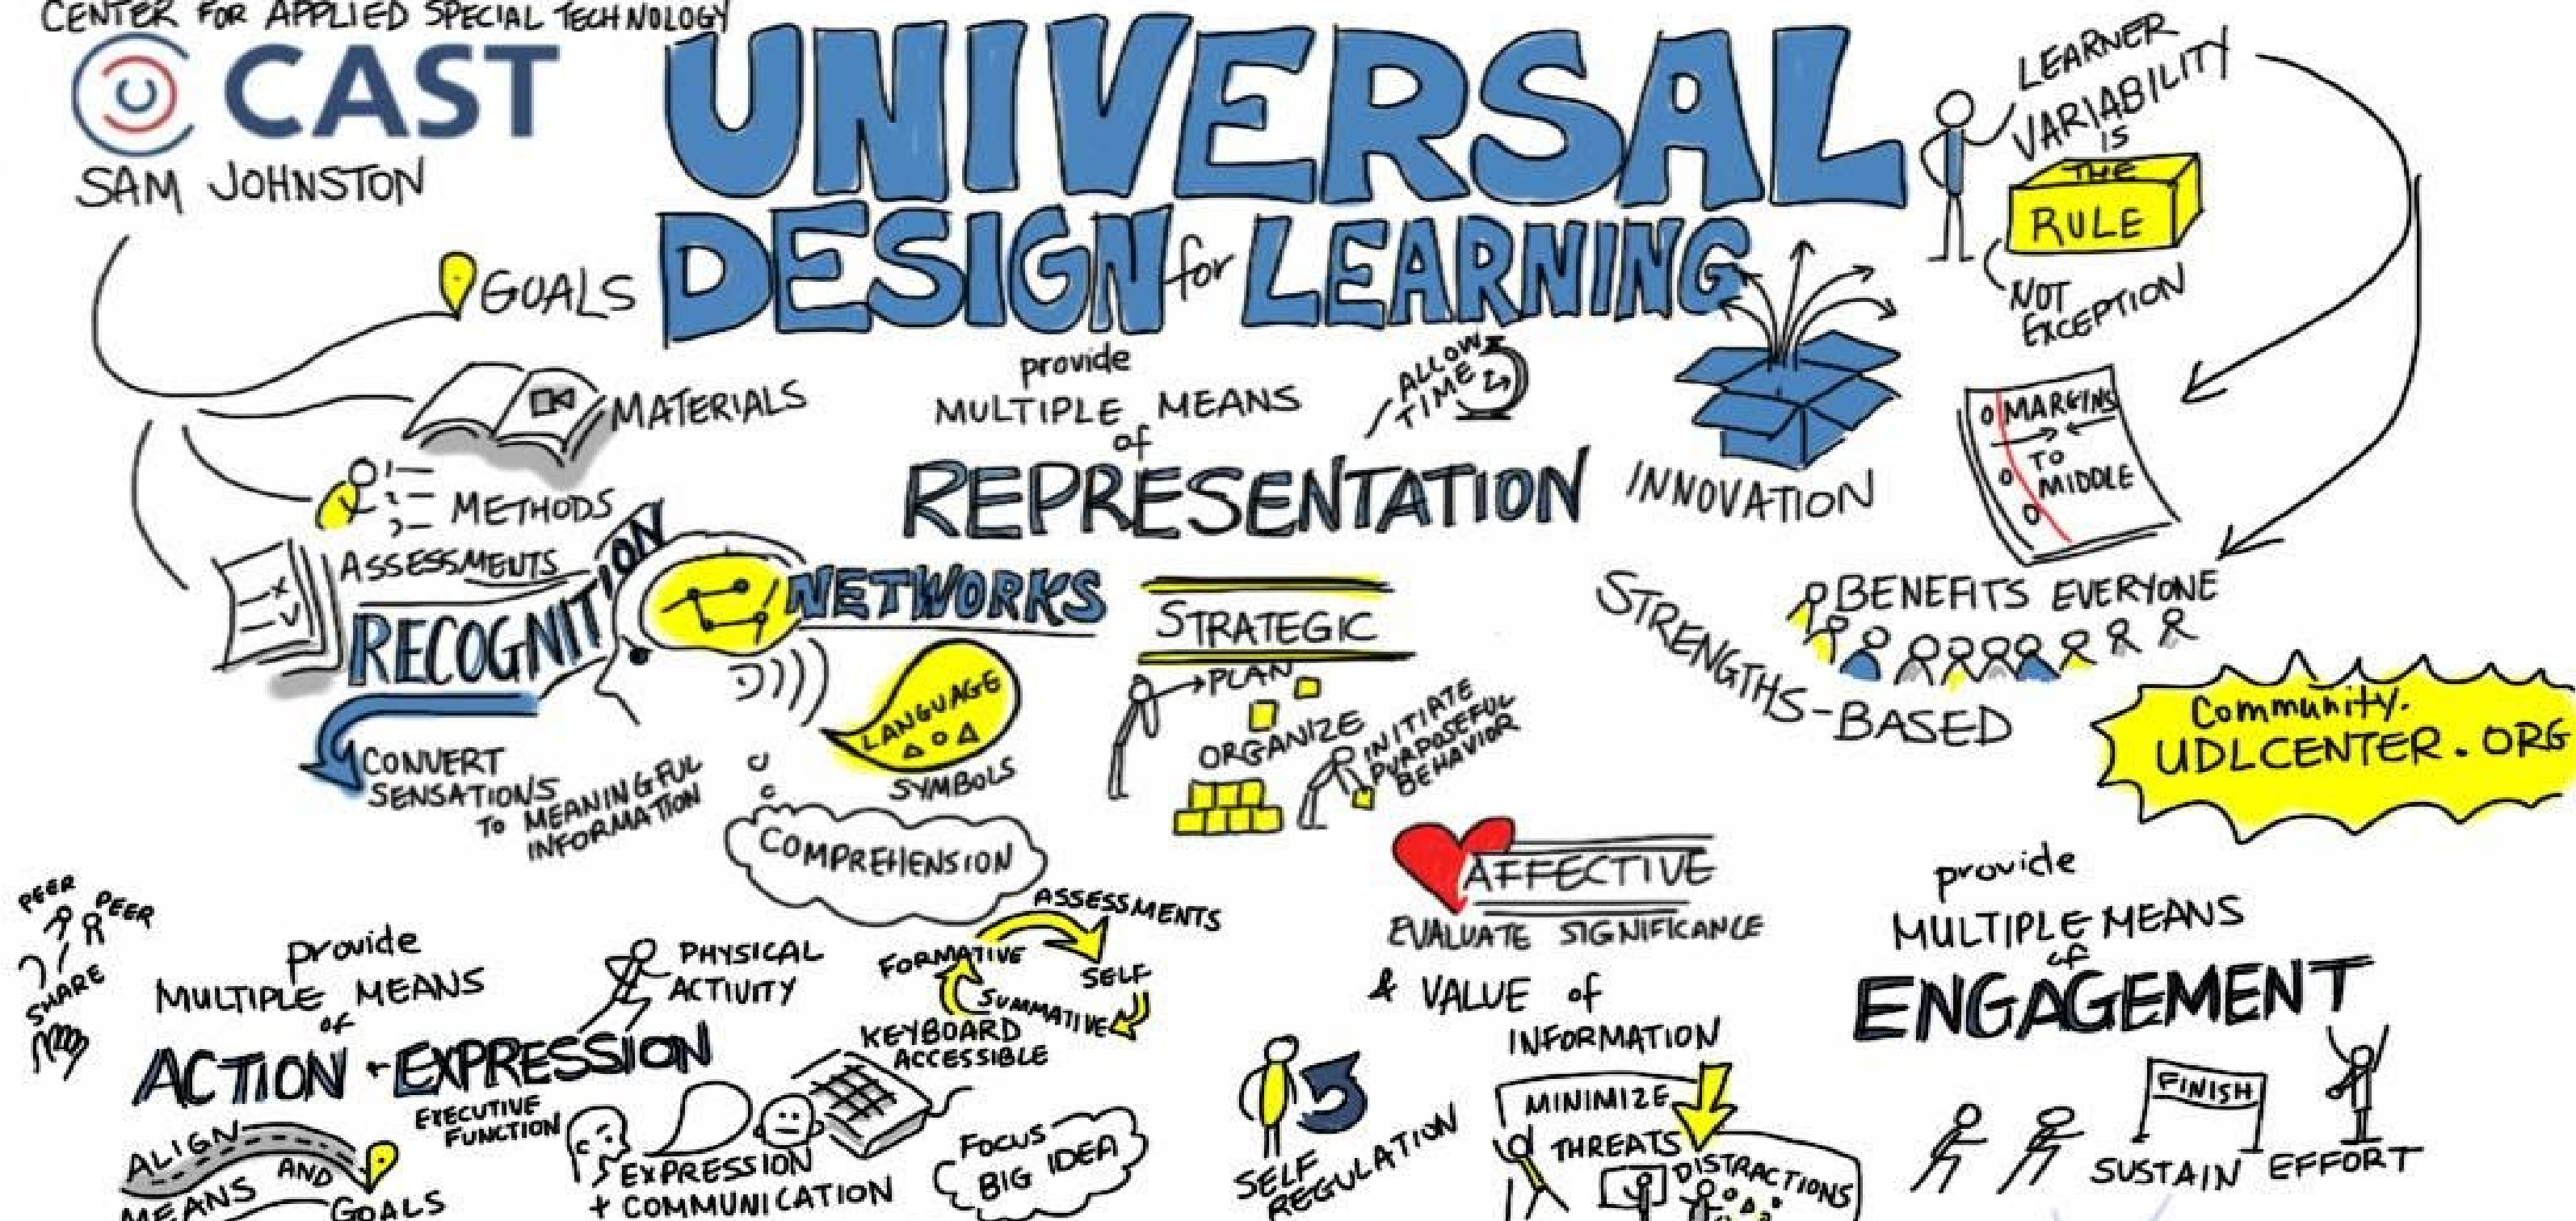 CENTER FOR APPLIED SPECIAL TECHNOLOGY
CAST
SAM JOHNSTON
UNIVERSAL
DESIGN for LEARNING
LEARNER
VARIABILITY
IS
THE
RULE
NOT
EXCEPTION
GOALS
MATERIALS
METHODS
ASSESSMENTS
provide
MULTIPLE MEANS
of
REPRESENTATION
ALLOW
TIME
INNOVATION
MARGINS
TO
MIDDLE
BENEFITS EVERYONE
STRENGTHS-BASED
Community.
UDLCENTER.ORG
RECOGNITION
NETWORKS
CONVERT
SENSATIONS
TO MEANINGFUL
INFORMATION
LANGUAGE
SYMBOLS
COMPREHENSION
STRATEGIC
PLAN
ORGANIZE
INITIATE
PURPOSEFUL
BEHAVIOR
AFFECTIVE
EVALUATE SIGNIFICANCE
& VALUE of
INFORMATION
provide
MULTIPLE MEANS
of
ENGAGEMENT
PEER
PEER
SHARE
provide
MULTIPLE MEANS
of
ACTION + EXPRESSION
PHYSICAL
ACTIVITY
ASSESSMENTS
FORMATIVE
SELF
SUMMATIVE
KEYBOARD
ACCESSIBLE
EXECUTIVE
FUNCTION
ALIGN
MEANS AND
GOALS
EXPRESSION
+ COMMUNICATION
FOCUS
BIG IDEA
SELF
REGULATION
MINIMIZE
THREATS
DISTRACTIONS
FINISH
SUSTAIN EFFORT